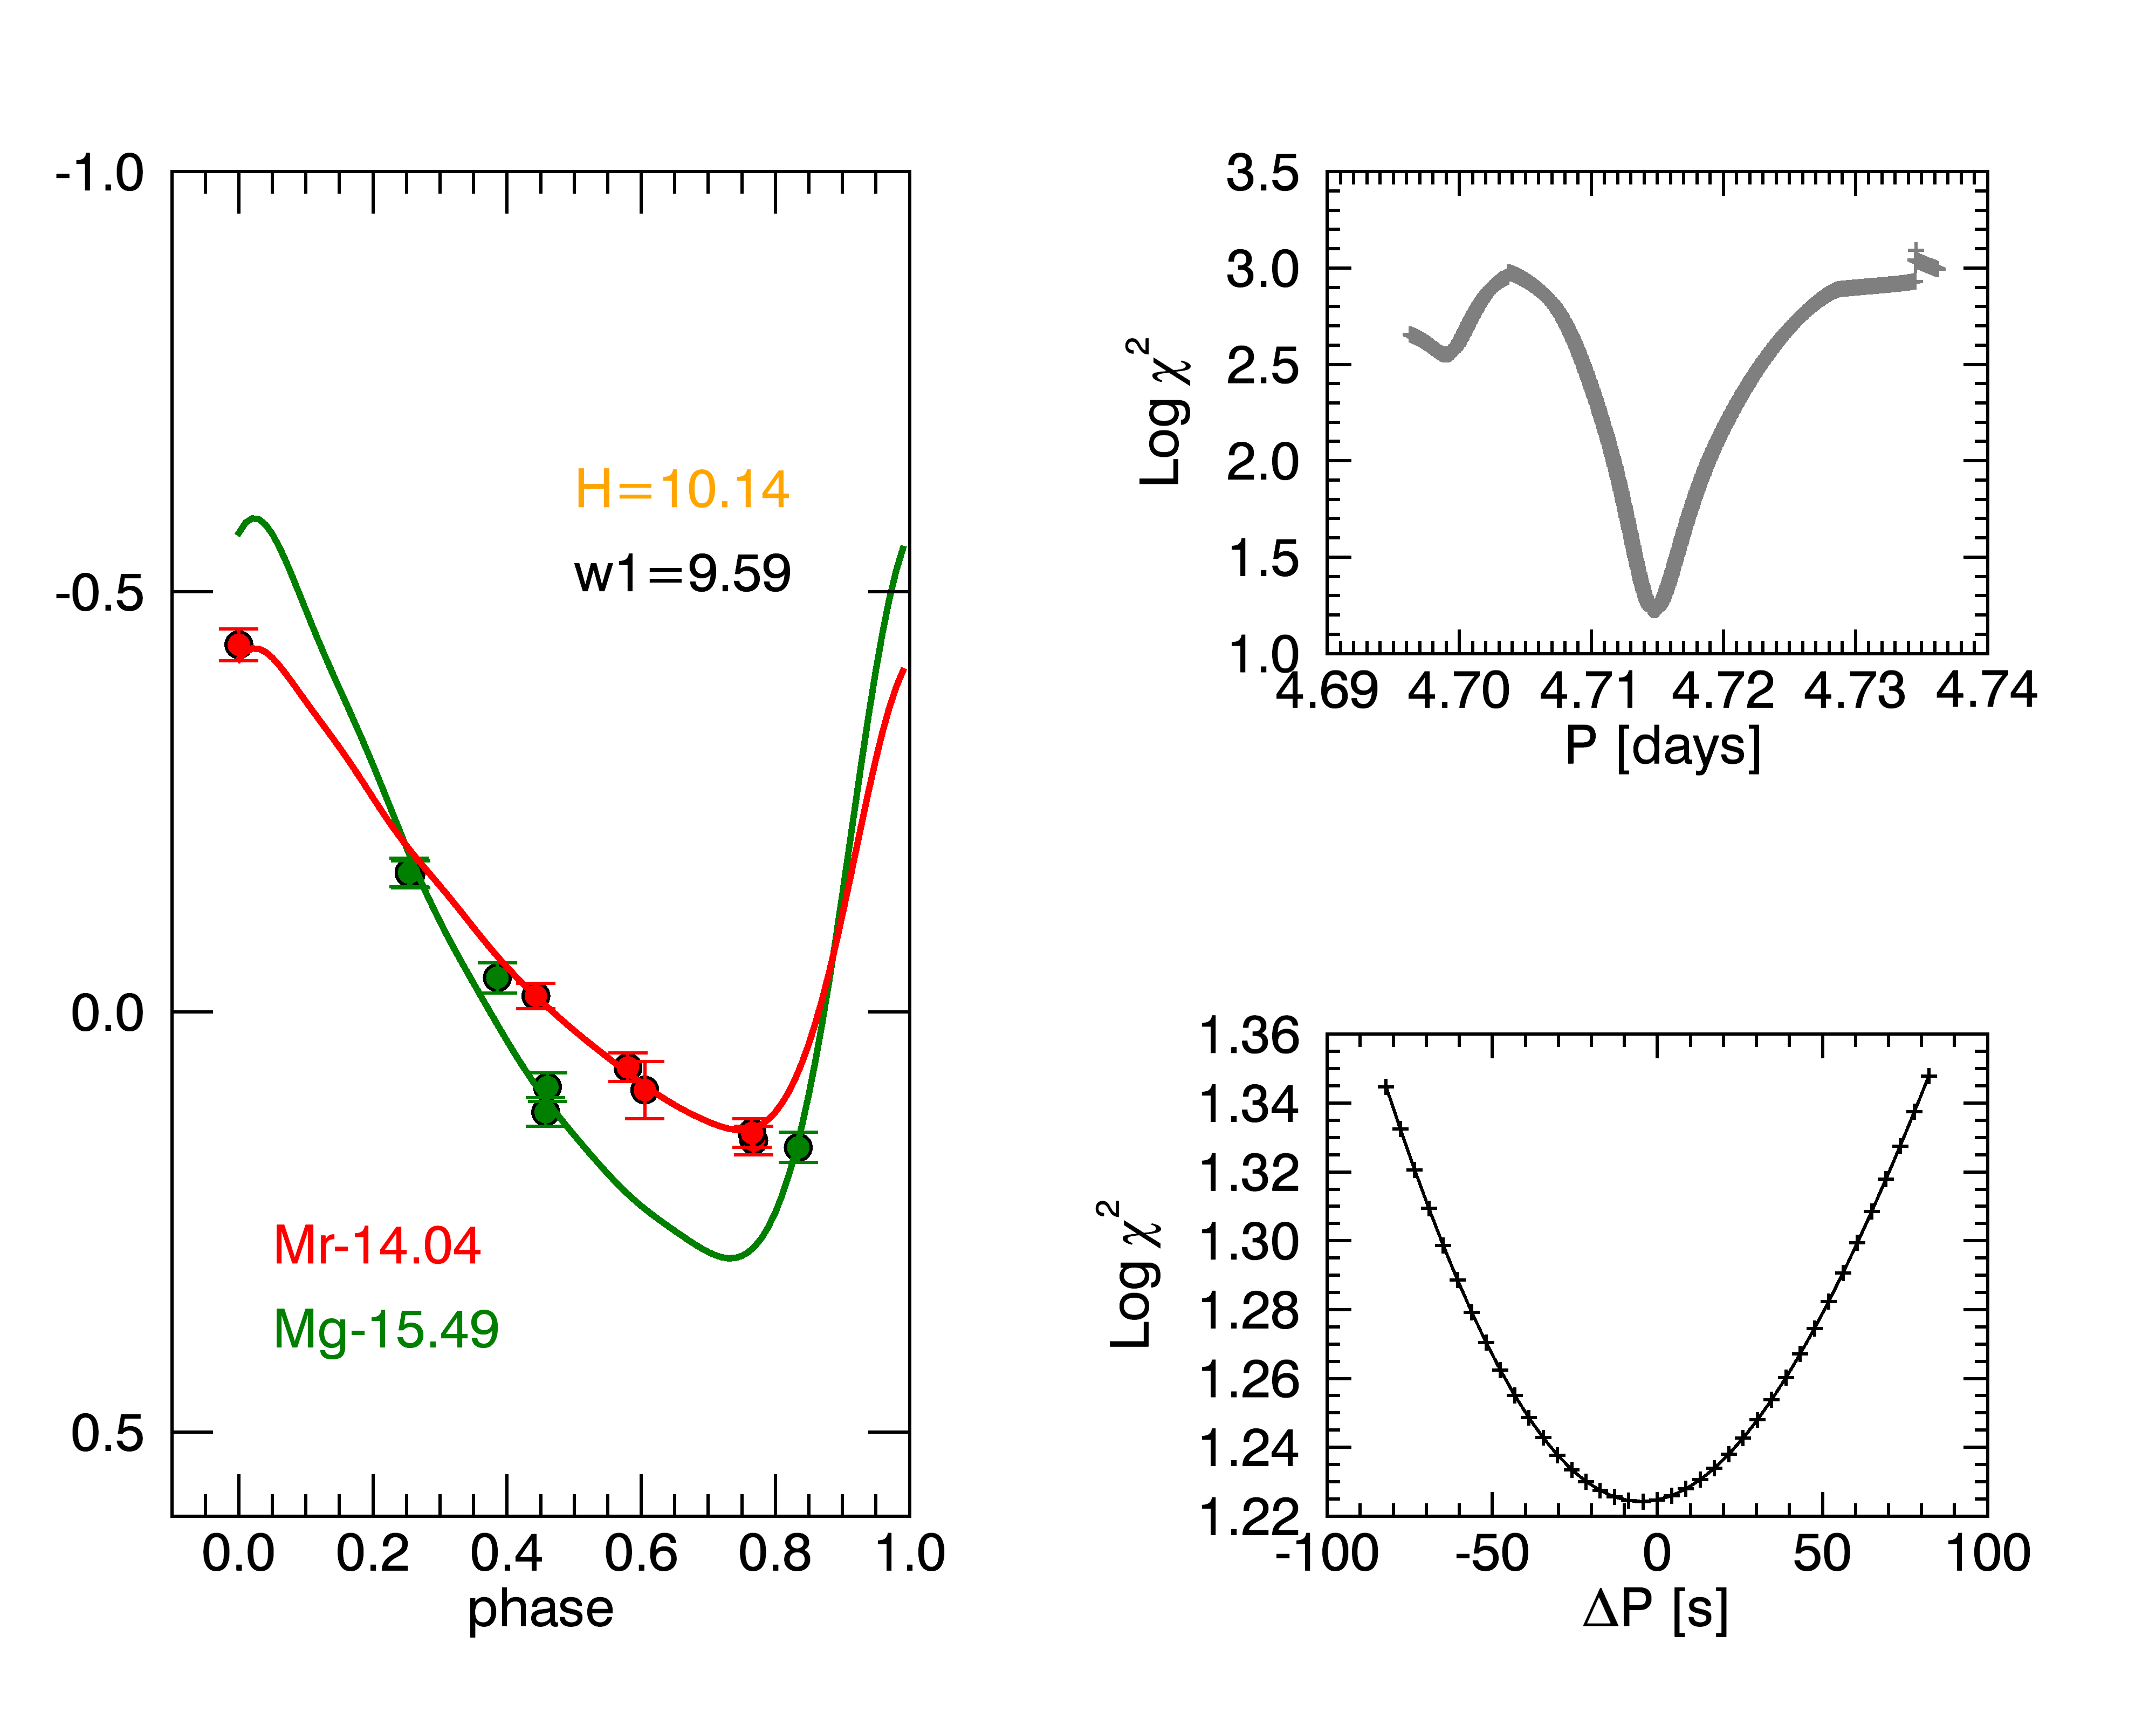 -1.0
-0.5
0.0
0.5
H=10.14
w1=9.59
Mr-14.04
Mg-15.49
0.0 0.2 0.4 0.6 0.8 1.0
phase
3.5
3.0
2.5
2.0
1.5
1.0
Log χ²
4.69 4.70 4.71 4.72 4.73 4.74
P [days]
1.36
1.34
1.32
1.30
1.28
1.26
1.24
1.22
Log χ²
-100 -50 0 50 100
ΔP [s]